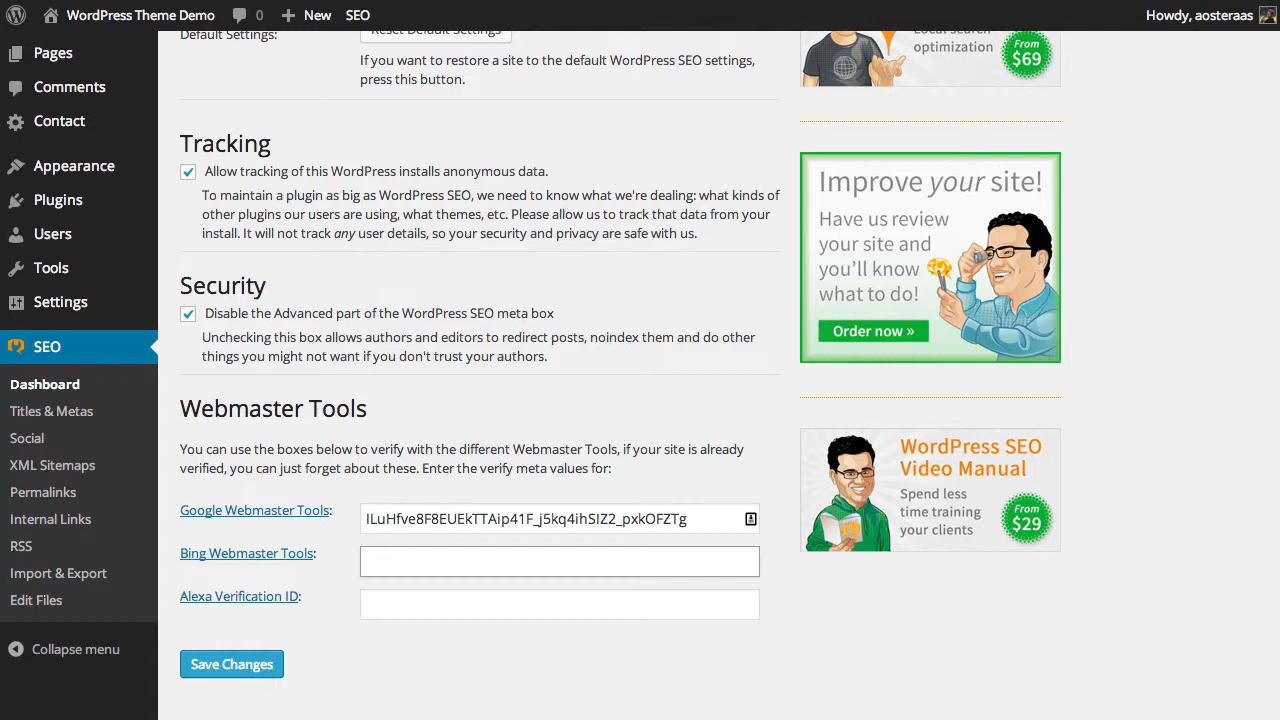 WordPress Theme Demo 0 New SEO Howdy, aosteraas
Pages
Comments
Contact
Appearance
Plugins
Users
Tools
Settings
SEO
Dashboard
Titles & Metas
Social
XML Sitemaps
Permalinks
Internal Links
RSS
Import & Export
Edit Files
Collapse menu
Default Settings: Reset Default Settings
If you want to restore a site to the default WordPress SEO settings,
press this button.
Tracking
Allow tracking of this WordPress installs anonymous data.
To maintain a plugin as big as WordPress SEO, we need to know what we're dealing: what kinds of
other plugins our users are using, what themes, etc. Please allow us to track that data from your
install. It will not track any user details, so your security and privacy are safe with us.
Security
Disable the Advanced part of the WordPress SEO meta box
Unchecking this box allows authors and editors to redirect posts, noindex them and do other
things you might not want if you don't trust your authors.
Webmaster Tools
You can use the boxes below to verify with the different Webmaster Tools, if your site is already
verified, you can just forget about these. Enter the verify meta values for:
Google Webmaster Tools: ILuHfve8F8EUEkTTAip41F_j5kq4ihSIZ2_pxkOFZTg
Bing Webmaster Tools:
Alexa Verification ID:
Save Changes
Local search
optimization
From
$69
Improve your site!
Have us review
your site and
you'll know
what to do!
Order now »
WordPress SEO
Video Manual
Spend less
time training
your clients
From
$29